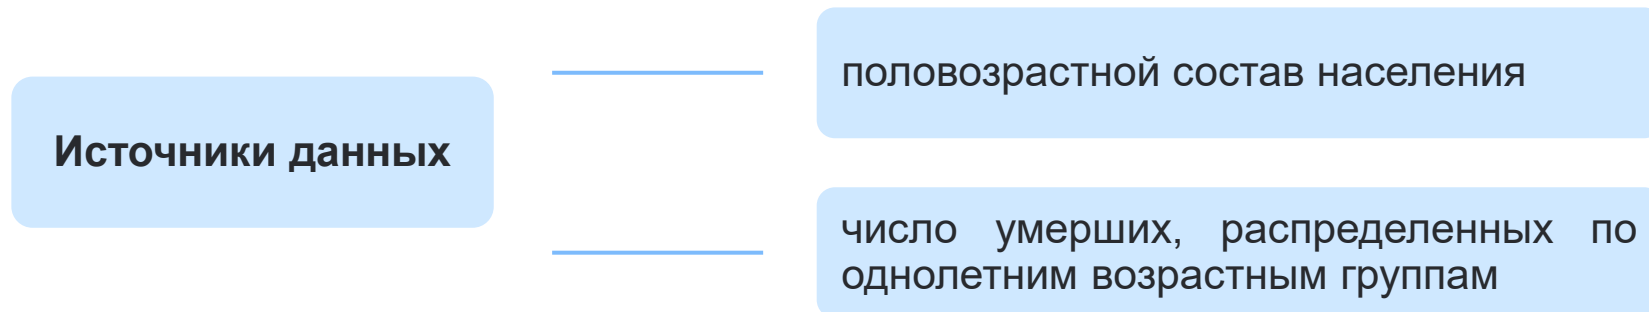 Источники данных
половозрастной состав населения
число умерших, распределенных по
однолетним возрастным группам